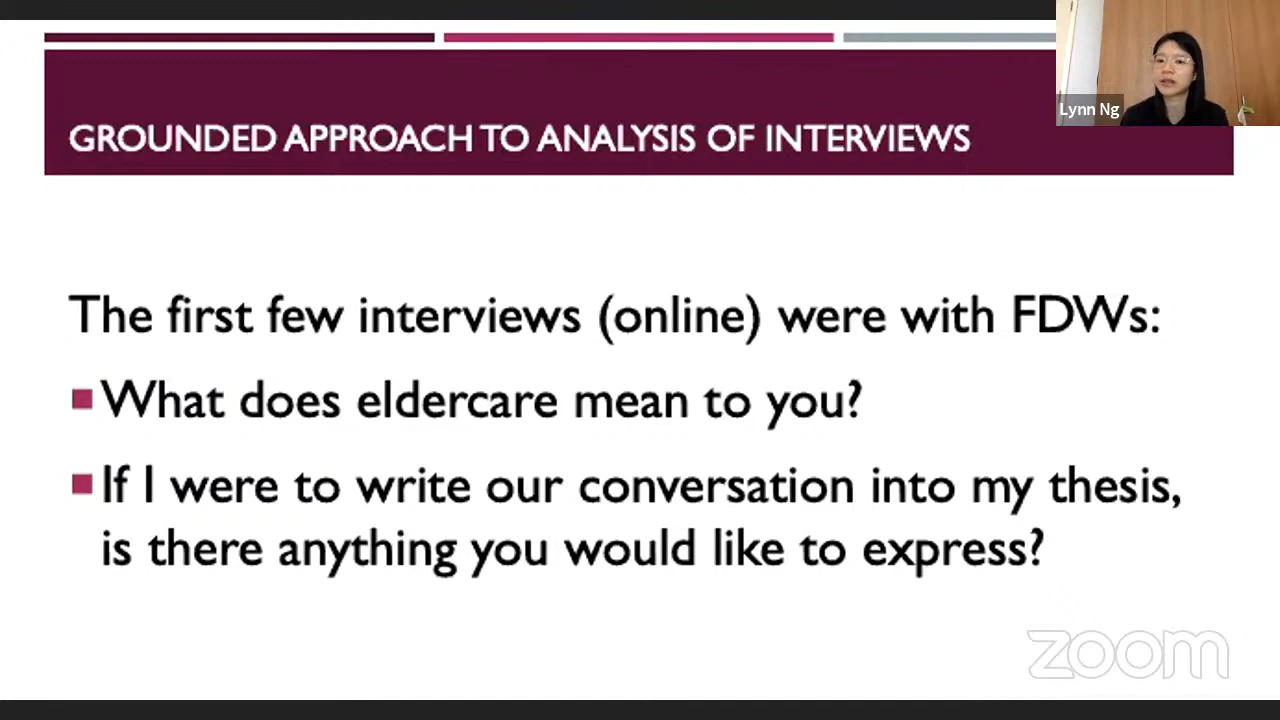 GROUNDED APPROACH TO ANALYSIS OF INTERVIEWS
Lynn Ng
The first few interviews (online) were with FDWs:
What does eldercare mean to you?
If I were to write our conversation into my thesis,
is there anything you would like to express?
zoom